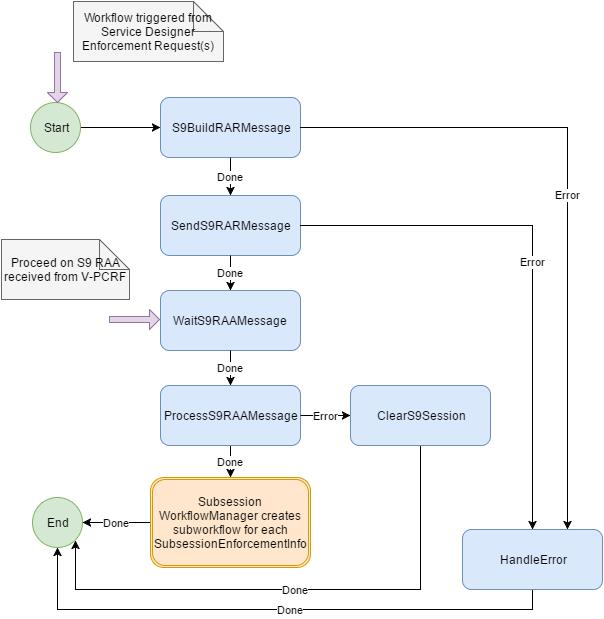 Workflow triggered from
Service Designer
Enforcement Request(s)
Start
S9BuildRARMessage
Done
Error
SendS9RARMessage
Error
Done
Proceed on S9 RAA
received from V-PCRF
WaitS9RAAMessage
Done
ProcessS9RAAMessage
Error
ClearS9Session
Done
Subsession
WorkflowManager creates
subworkflow for each
SubsessionEnforcementInfo
Done
End
HandleError
Done
Done